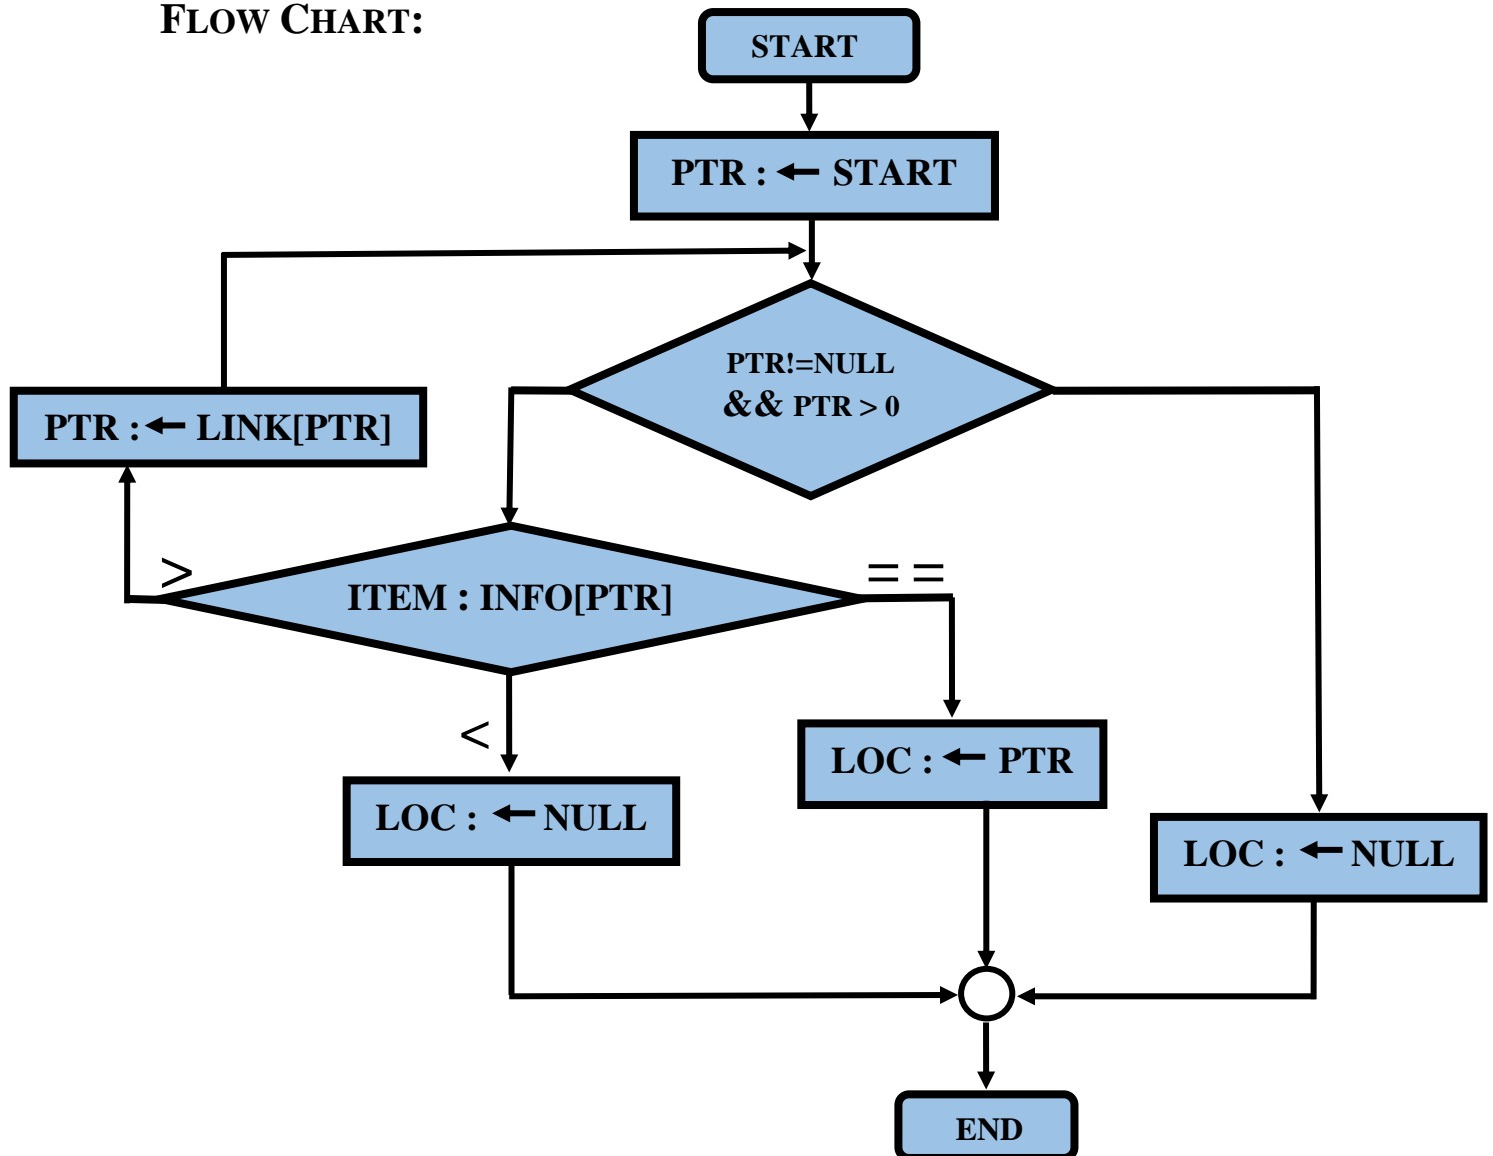 FLOW CHART:
START
PTR : ← START
PTR!=NULL
&& PTR > 0
PTR : ← LINK[PTR]
>
ITEM : INFO[PTR]
==
<
LOC : ← PTR
LOC : ← NULL
LOC : ← NULL
END